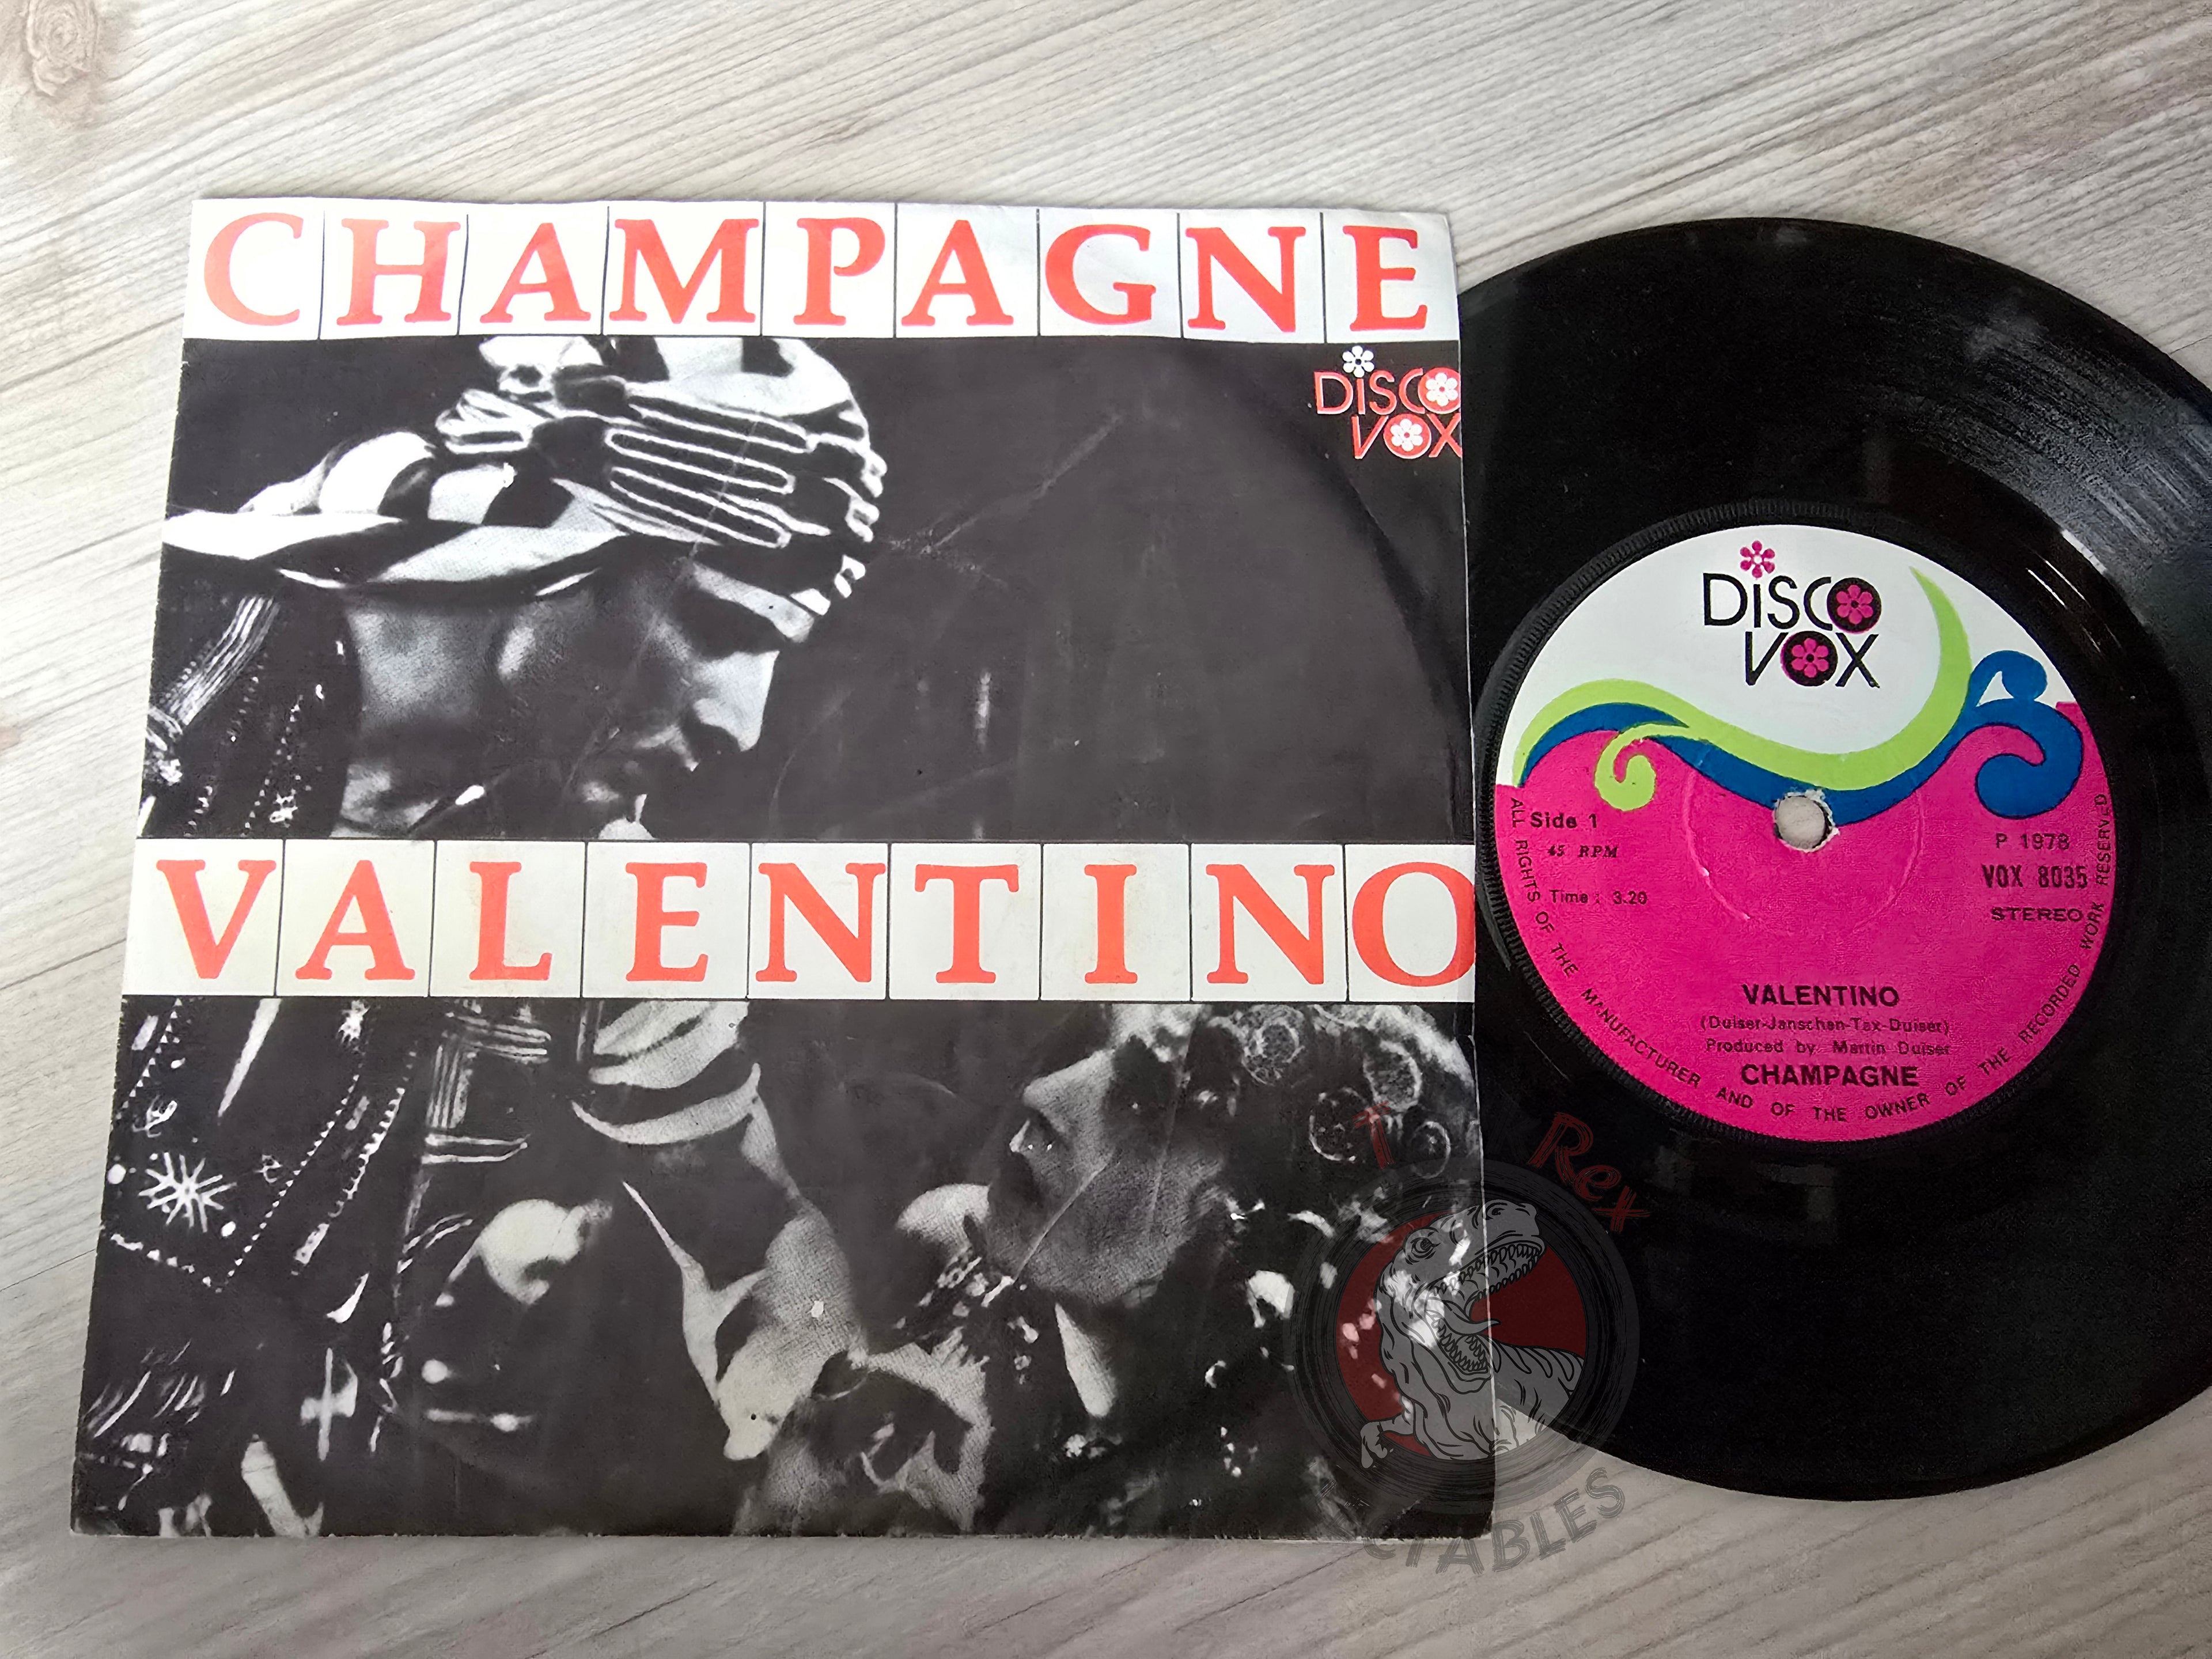 CHAMPAGNE
DiSCO
VOX
VALENTINO
DiSCO
VOX
Side 1
45 RPM
Time : 3.20
P 1978
VOX 8035
STEREO
VALENTINO
(Duiser-Janschen-Tax-Duiser)
Produced by Martin Duiser
CHAMPAGNE
ALL RIGHTS OF THE MANUFACTURER AND OF THE OWNER OF THE RECORDED WORK RESERVED
Rex